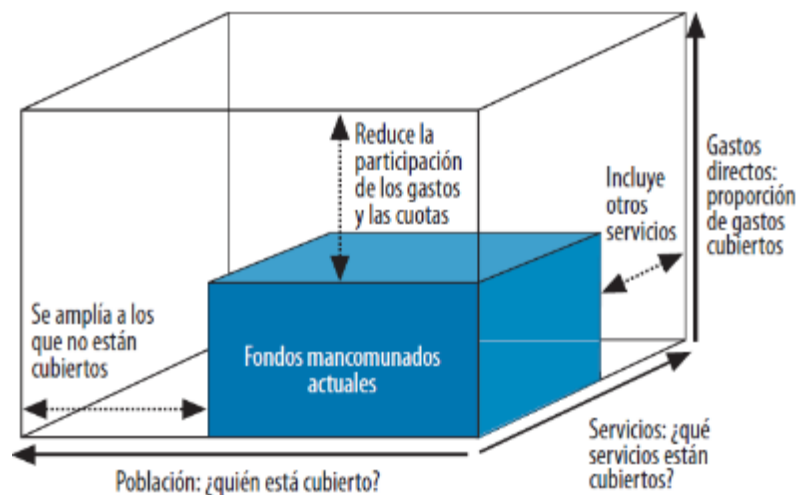 Reduce la
participación
de los gastos
y las cuotas
Incluye
otros
servicios
Gastos
directos:
proporción
de gastos
cubiertos
Se amplía a los
que no están
cubiertos
Fondos mancomunados
actuales
Servicios: ¿qué
servicios están
cubiertos?
Población: ¿quién está cubierto?